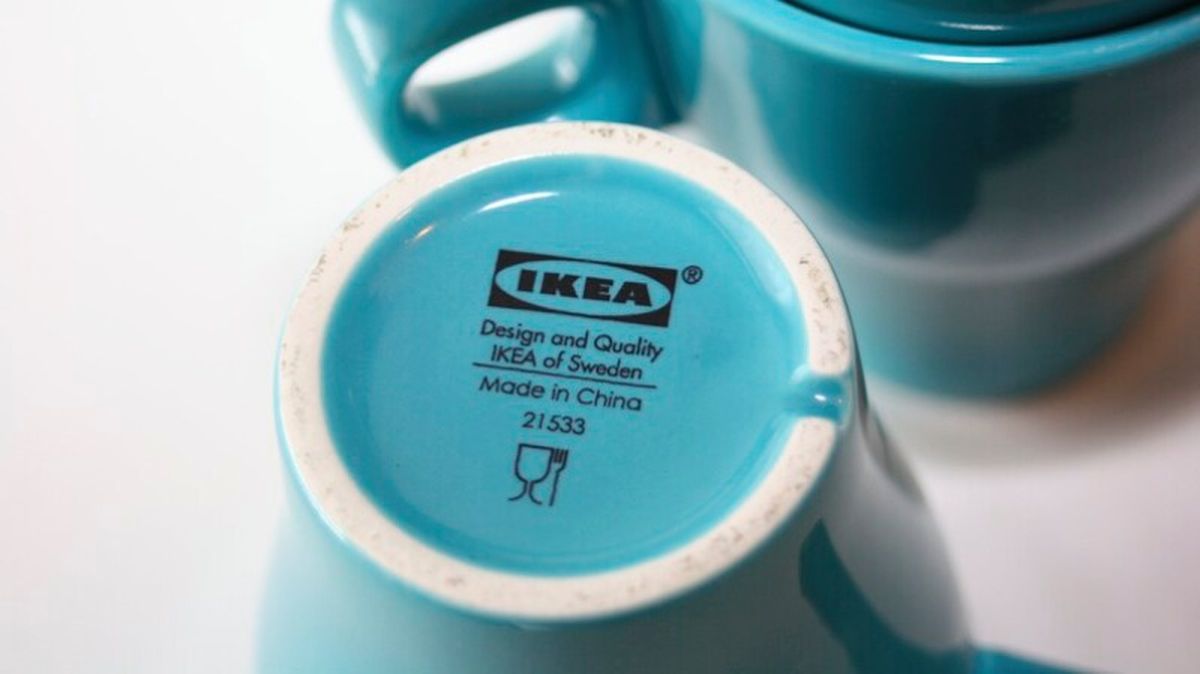 IKEA®
Design and Quality
IKEA of Sweden
Made in China
21533